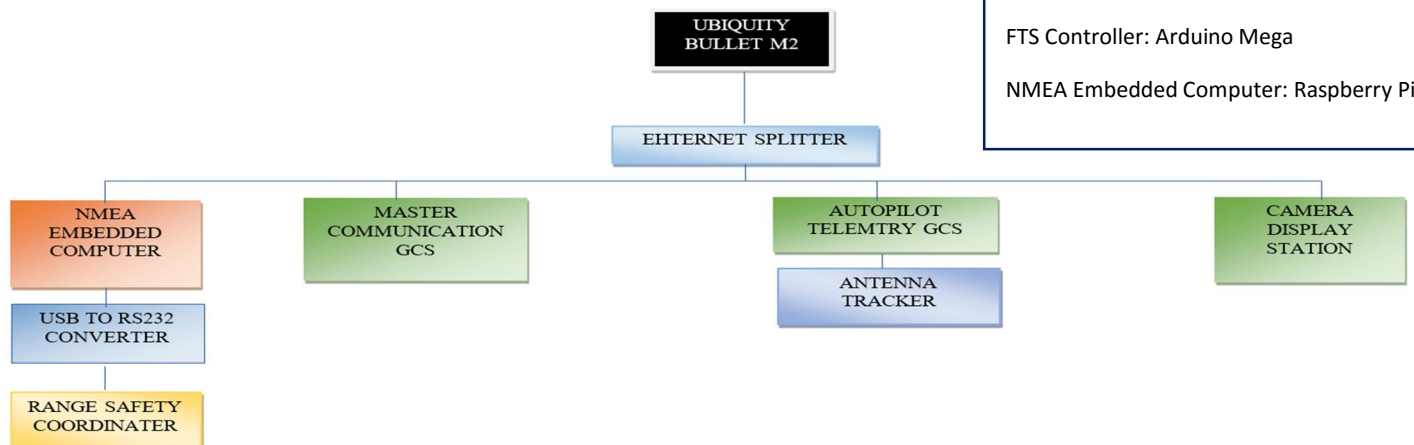 UBIQUITY
BULLET M2
FTS Controller: Arduino Mega
NMEA Embedded Computer: Raspberry Pi
EHTERNET SPLITTER
NMEA
EMBEDDED
COMPUTER
MASTER
COMMUNICATION
GCS
AUTOPILOT
TELEMTRY GCS
CAMERA
DISPLAY
STATION
ANTENNA
TRACKER
USB TO RS232
CONVERTER
RANGE SAFETY
COORDINATER